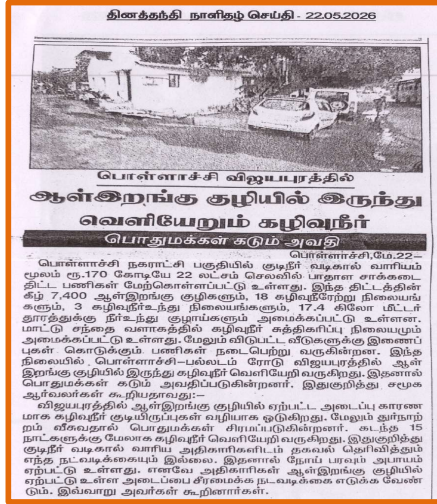 தினத்தந்தி நாளிதழ் செய்தி - 22.05.2026
பொள்ளாச்சி விஜயபுரத்தில்
ஆள்இறங்கு குழியில் இருந்து
வெளியேறும் கழிவுநீர்
பொதுமக்கள் கடும் அவதி
பொள்ளாச்சி,மே.22–
பொள்ளாச்சி நகராட்சி பகுதியில் குடிநீர் வடிகால் வாரியம்
மூலம் ரூ.170 கோடியே 22 லட்சம் செலவில் பாதாள சாக்கடை
திட்ட பணிகள் மேற்கொள்ளப்பட்டு உள்ளது. இந்த திட்டத்தின்
கீழ் 7,400 ஆள்இறங்கு குழிகளும், 18 கழிவுநீரேற்று நிலையங்
களும், 3 கழிவுநீர்உந்து நிலையங்களும், 17.4 கிலோ மீட்டர்
தூரத்துக்கு நீர்உந்து குழாய்களும் அமைக்கப்பட்டு உள்ளன.
மாட்டு சந்தை வளாகத்தில் கழிவுநீர் சுத்திகரிப்பு நிலையமும்
அமைக்கப்பட்டு உள்ளது. மேலும் விடுபட்ட வீடுகளுக்கு இணைப்
புகள் கொடுக்கும் பணிகள் நடைபெற்று வருகின்றன. இந்த
நிலையில், பொள்ளாச்சி-பல்லடம் ரோடு விஜயபுரத்தில் ஆள்
இறங்கு குழியில் இருந்து கழிவுநீர் வெளியேறி வருகிறது. இதனால்
பொதுமக்கள் கடும் அவதிப்படுகின்றனர். இதுகுறித்து சமூக
ஆர்வலர்கள் கூறியதாவது:–
விஜயபுரத்தில் ஆள்இறங்கு குழியில் ஏற்பட்ட அடைப்பு காரண
மாக கழிவுநீர் குடியிருப்புகள் வழியாக ஓடுகிறது. மேலும் துர்நாற்
றம் வீசுவதால் பொதுமக்கள் சிரமப்படுகின்றனர். கடந்த 15
நாட்களுக்கு மேலாக கழிவுநீர் வெளியேறி வருகிறது. இதுகுறித்து
குடிநீர் வடிகால் வாரிய அதிகாரிகளிடம் தகவல் தெரிவித்தும்
எந்த நடவடிக்கையும் இல்லை. இதனால் நோய் பரவும் அபாயம்
ஏற்பட்டு உள்ளது. எனவே அதிகாரிகள் ஆள்இறங்கு குழியில்
ஏற்பட்டு உள்ள அடைப்பை சீரமைக்க நடவடிக்கை எடுக்க வேண்
டும். இவ்வாறு அவர்கள் கூறினார்கள்.